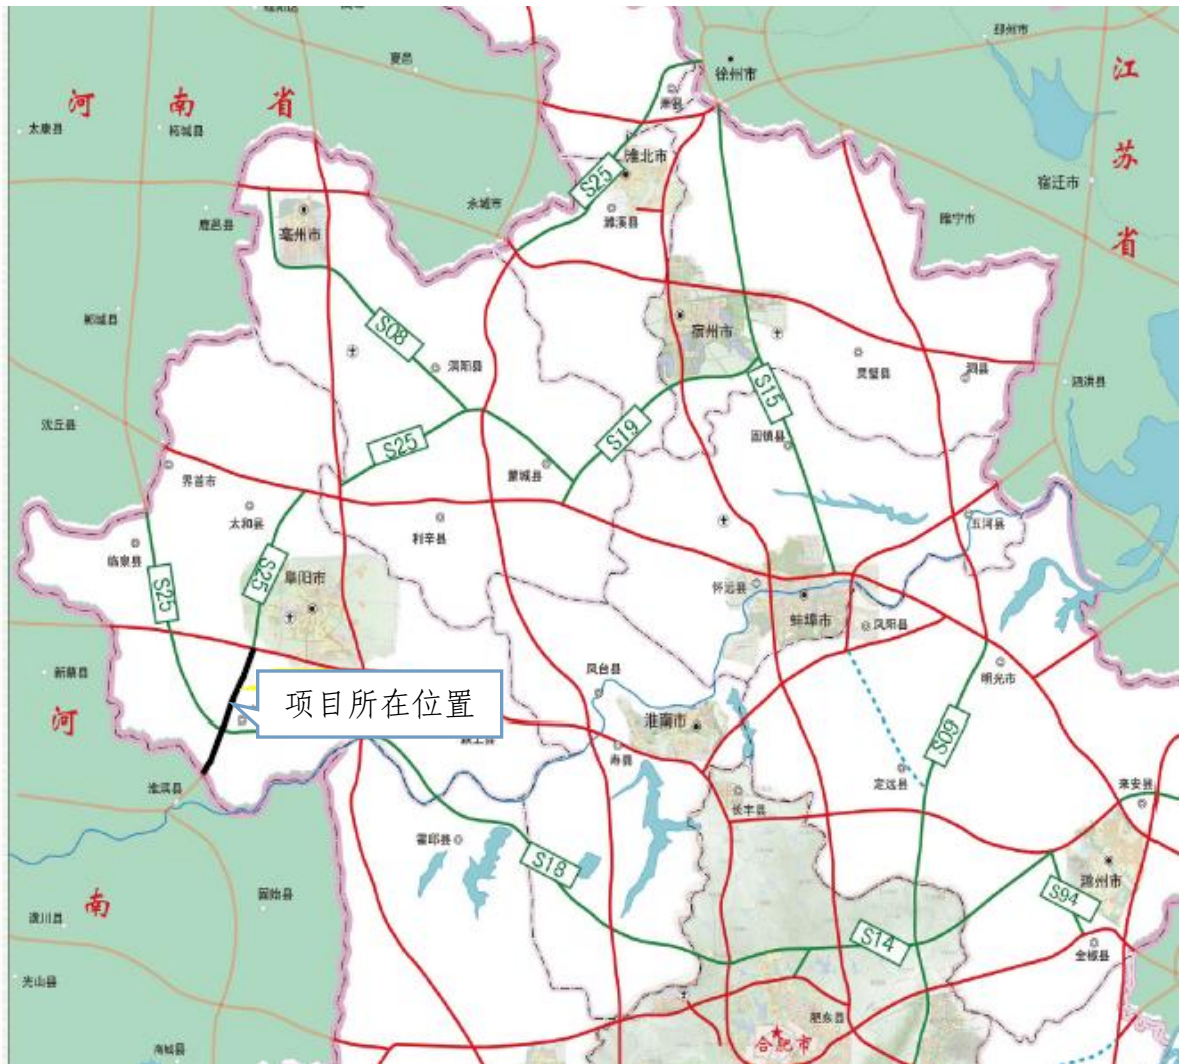 夏邑
邳州市
徐州市
江苏省
河南省
萧县
太康县
柘城县
淮北市
S25
宿迁市
永城市
鹿邑县
濉溪县
睢宁市
亳州市
郸城县
S08
宿州市
涡阳县
灵璧县
泗县
泗洪县
S15
沈丘县
S25
S19
固镇县
界首市
蒙城县
太和县
利辛县
五河县
临泉县
S25
S25
阜阳市
怀远县
蚌埠市
凤阳县
新蔡县
凤台县
明光市
项目所在位置
河
淮南市
S09
颍上县
寿县
淮滨县
定远县
来安县
长丰县
霍邱县
S18
滁州市
固始县
S94
南
潢川县
S14
全椒县
光山县
肥东县
合肥市
商城县